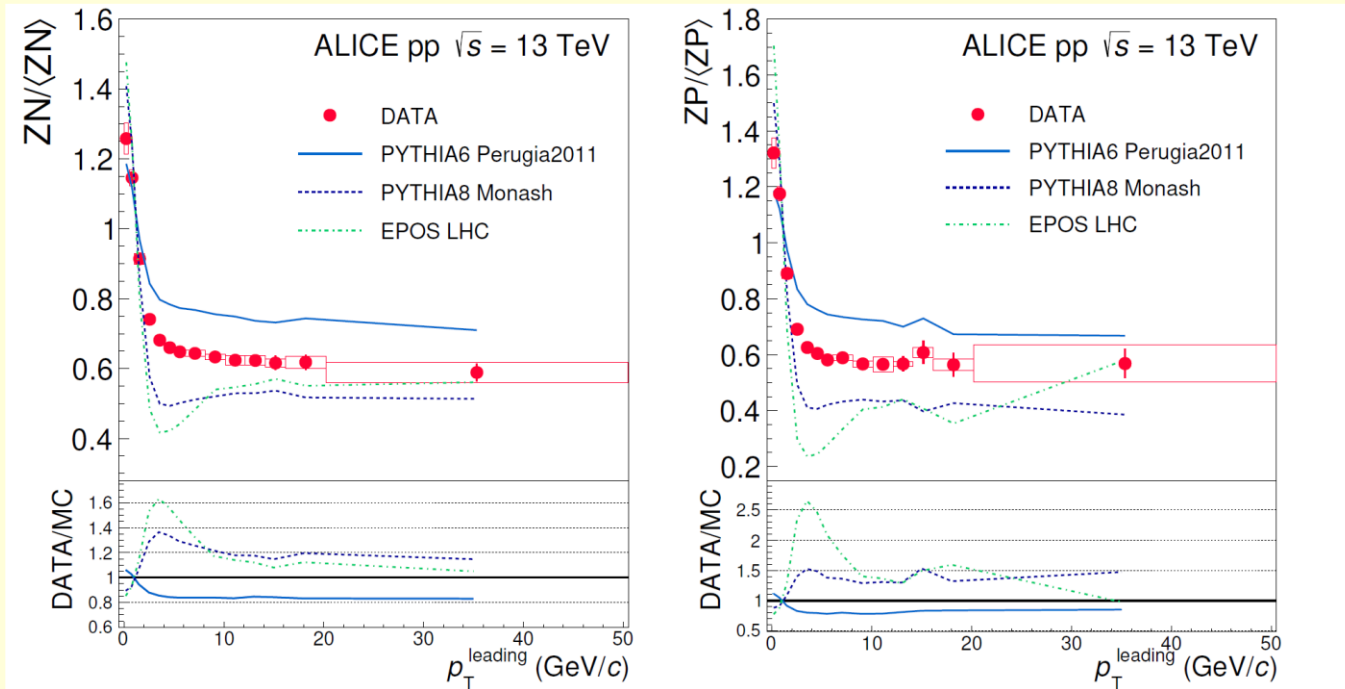 ALICE pp √s = 13 TeV
ZN/⟨ZN⟩
1.6
1.4
1.2
1
0.8
0.6
0.4
DATA
PYTHIA6 Perugia2011
PYTHIA8 Monash
EPOS LHC
DATA/MC
1.6
1.4
1.2
1
0.8
0.6
0 10 20 30 40 50
p_T^leading (GeV/c)
ALICE pp √s = 13 TeV
ZP/⟨ZP⟩
1.8
1.6
1.4
1.2
1
0.8
0.6
0.4
0.2
DATA
PYTHIA6 Perugia2011
PYTHIA8 Monash
EPOS LHC
DATA/MC
2.5
2
1.5
1
0.5
0 10 20 30 40 50
p_T^leading (GeV/c)